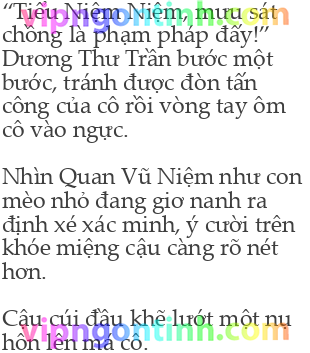 “Tiểu Niệm Niệm, mưu sát
chồng là phạm pháp đấy!”
Dương Thư Trần bước một
bước, tránh được đòn tấn
công của cô rồi vòng tay ôm
cô vào ngực.
Nhìn Quan Vũ Niệm như con
mèo nhỏ đang giơ nanh ra
định xé xác mình, ý cười trên
khóe miệng cậu càng rõ nét
hơn.
Cậu cúi đầu khẽ lướt một nụ
hôn lên má cô.
vipngontinh.com
vipngontinh.com